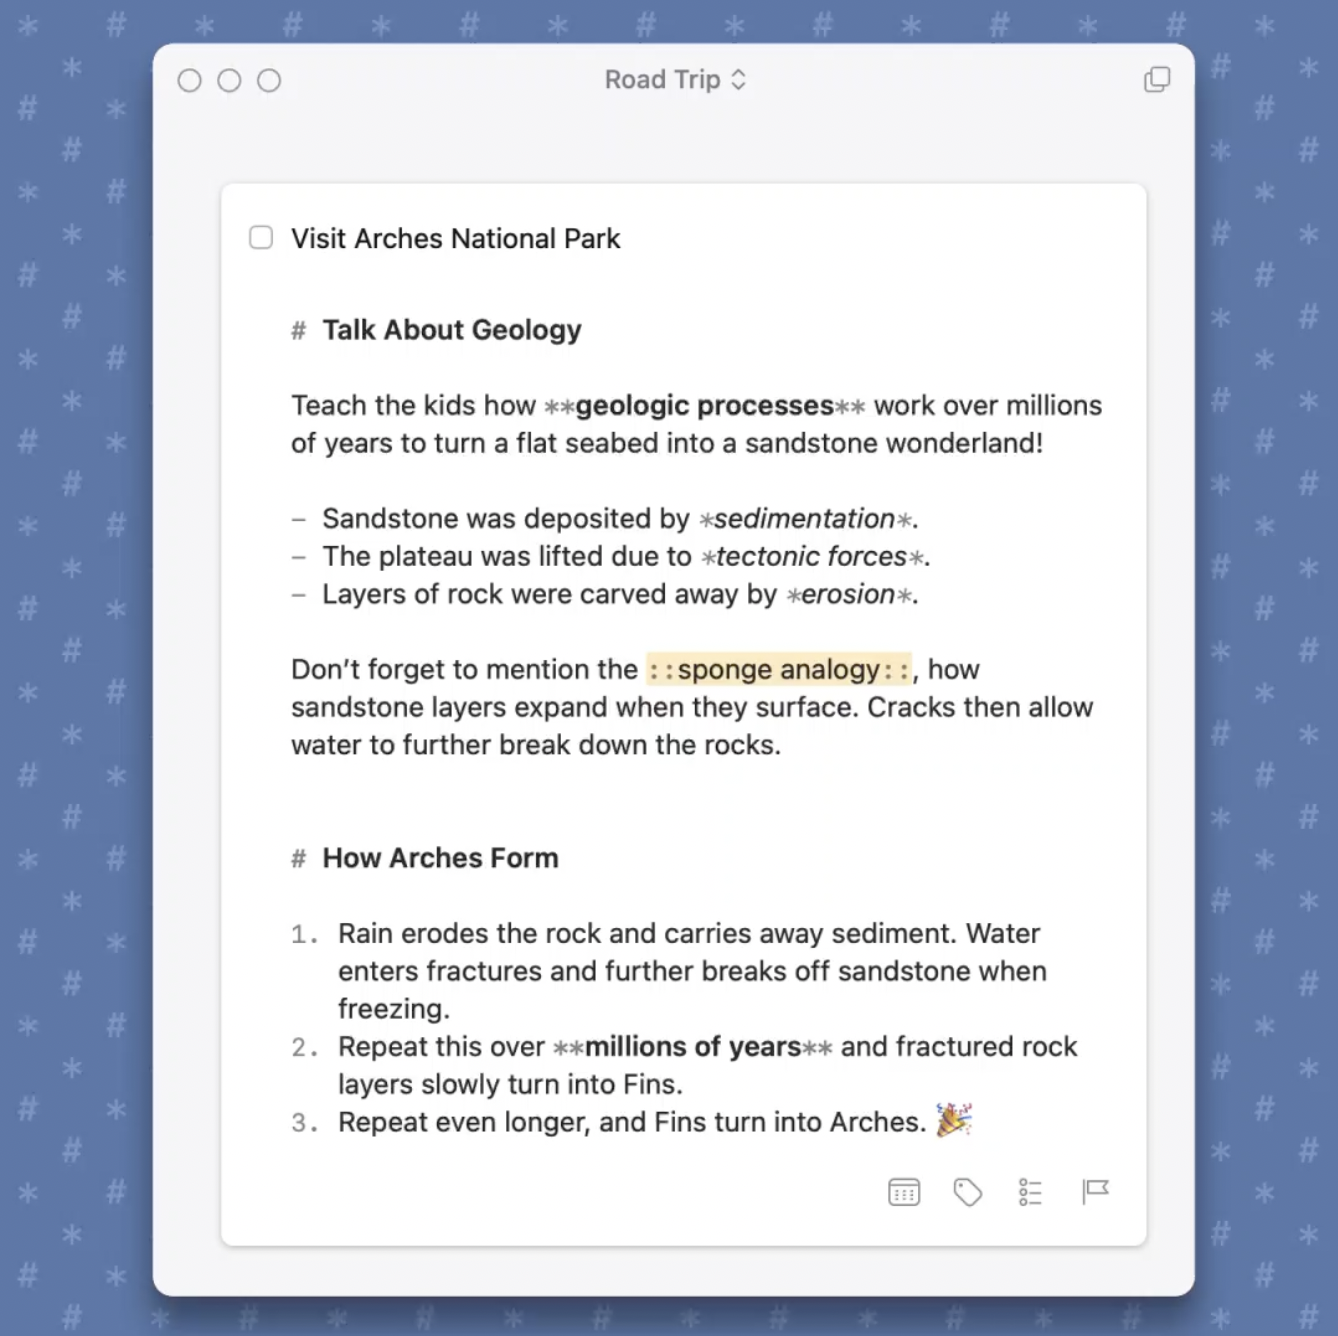 Road Trip
Visit Arches National Park
# Talk About Geology
Teach the kids how **geologic processes** work over millions
of years to turn a flat seabed into a sandstone wonderland!
– Sandstone was deposited by *sedimentation*.
– The plateau was lifted due to *tectonic forces*.
– Layers of rock were carved away by *erosion*.
Don’t forget to mention the ::sponge analogy::, how
sandstone layers expand when they surface. Cracks then allow
water to further break down the rocks.
# How Arches Form
1. Rain erodes the rock and carries away sediment. Water
enters fractures and further breaks off sandstone when
freezing.
2. Repeat this over **millions of years** and fractured rock
layers slowly turn into Fins.
3. Repeat even longer, and Fins turn into Arches. 🎉